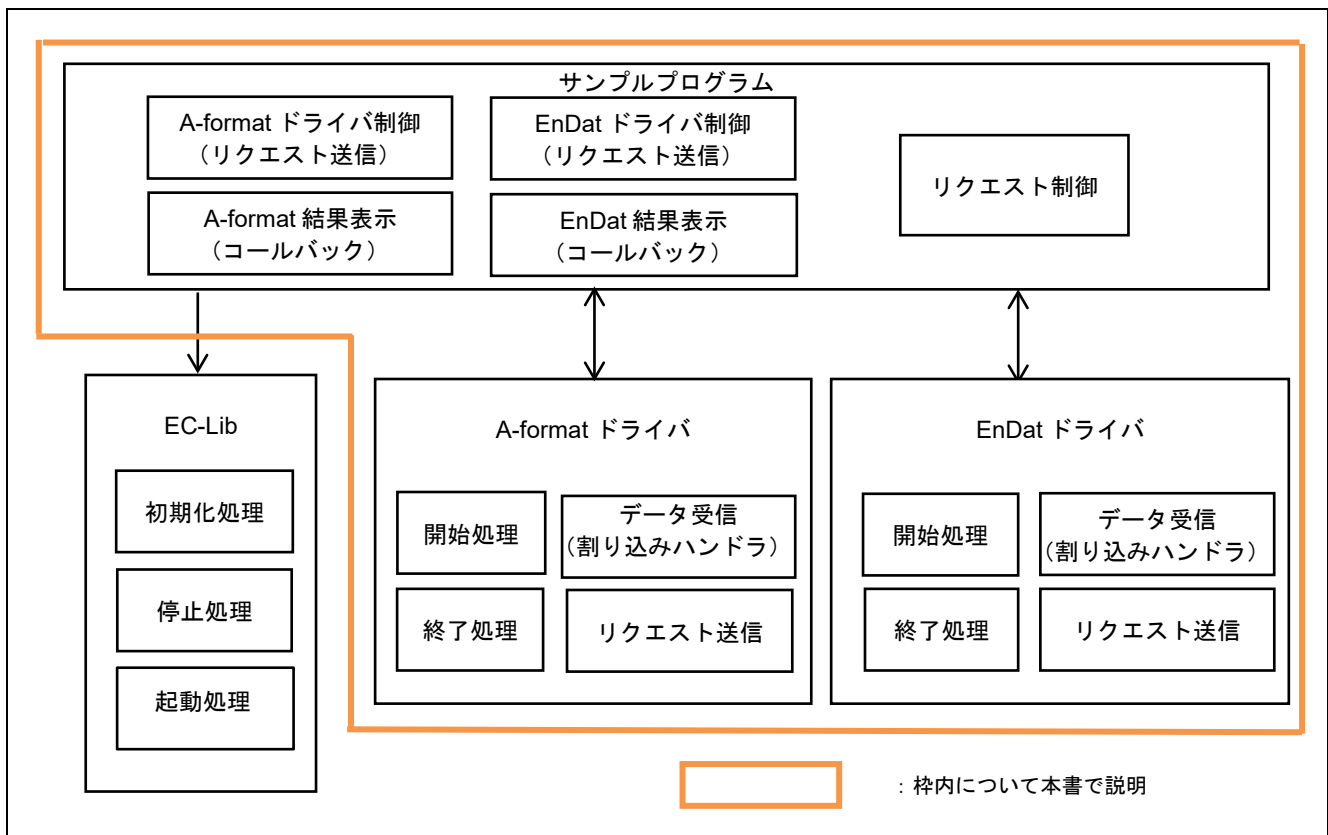 サンプルプログラム
A-format ドライバ制御
（リクエスト送信）
EnDat ドライバ制御
（リクエスト送信）
リクエスト制御
A-format 結果表示
（コールバック）
EnDat 結果表示
（コールバック）
EC-Lib
初期化処理
停止処理
起動処理
A-format ドライバ
開始処理
データ受信
（割り込みハンドラ）
終了処理
リクエスト送信
EnDat ドライバ
開始処理
データ受信
（割り込みハンドラ）
終了処理
リクエスト送信
：枠内について本書で説明